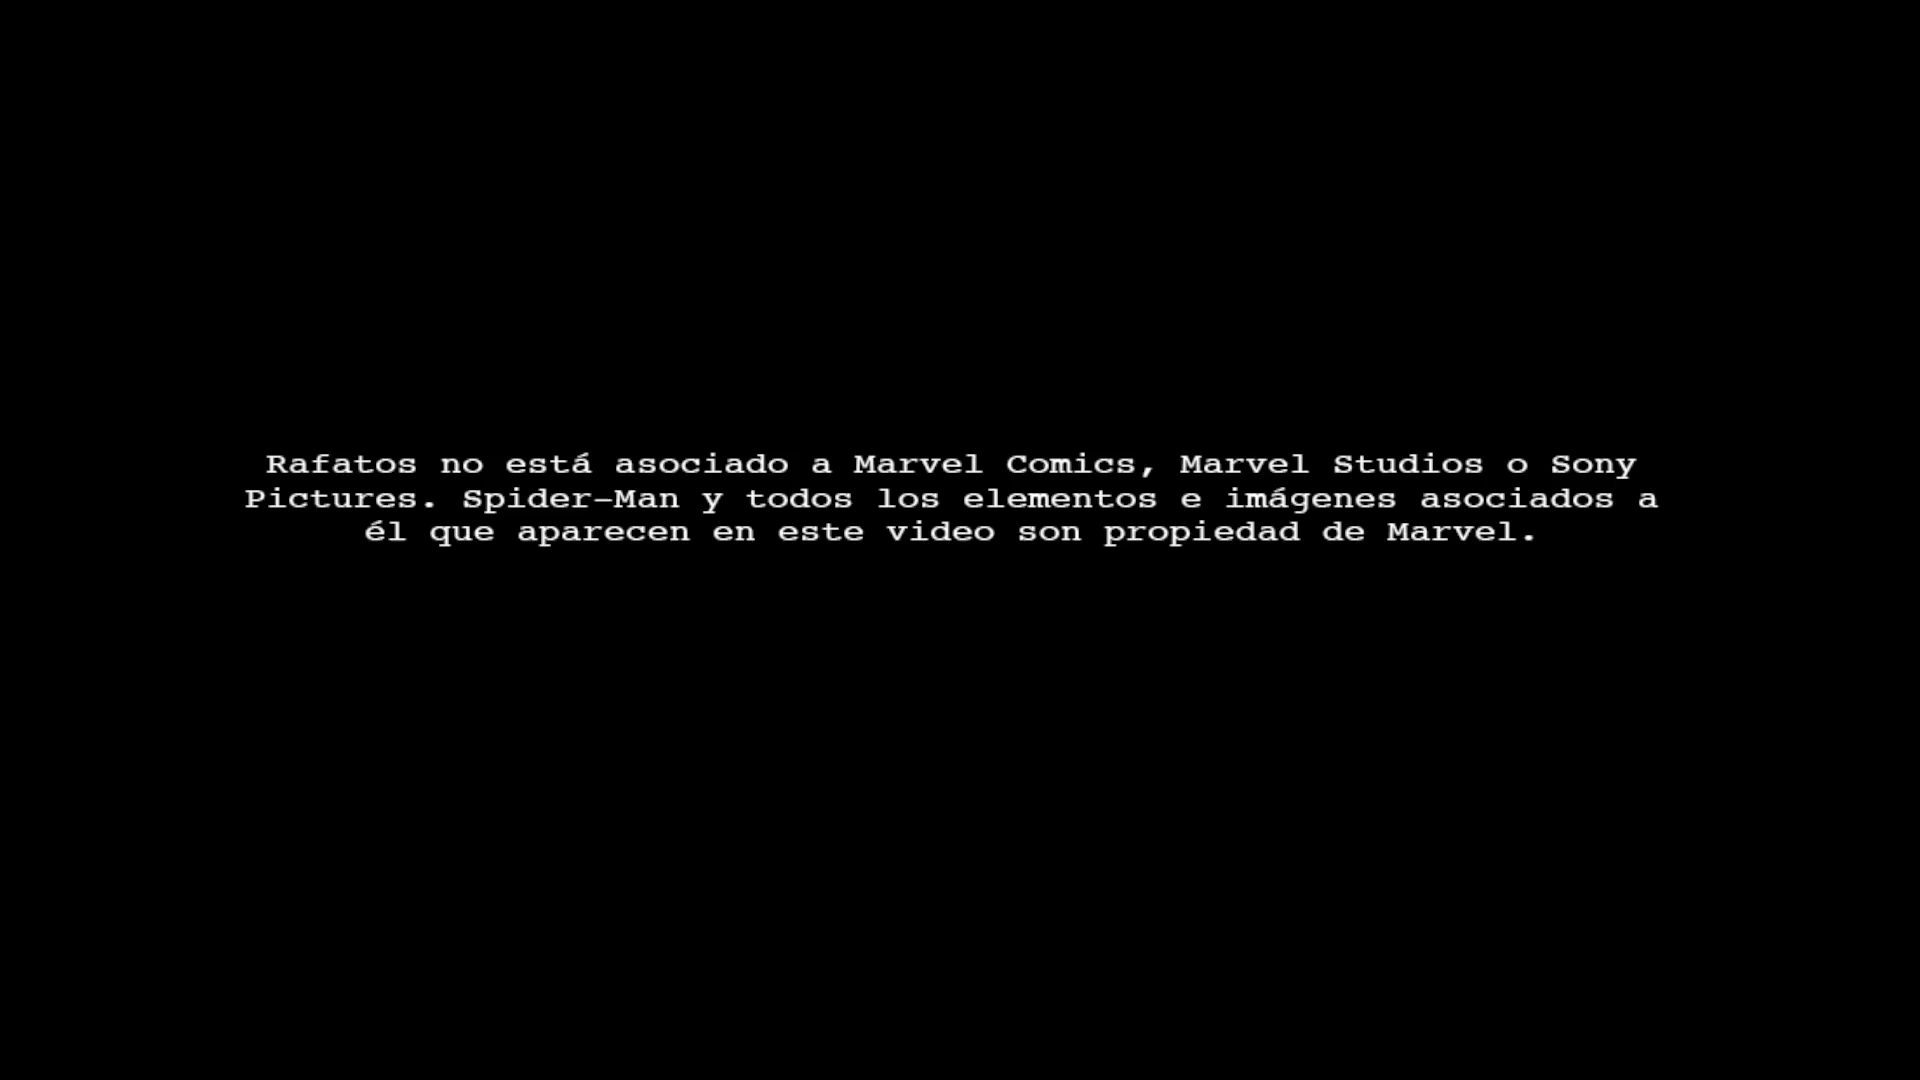 Rafatos no está asociado a Marvel Comics, Marvel Studios o Sony
Pictures. Spider-Man y todos los elementos e imágenes asociados a
él que aparecen en este video son propiedad de Marvel.